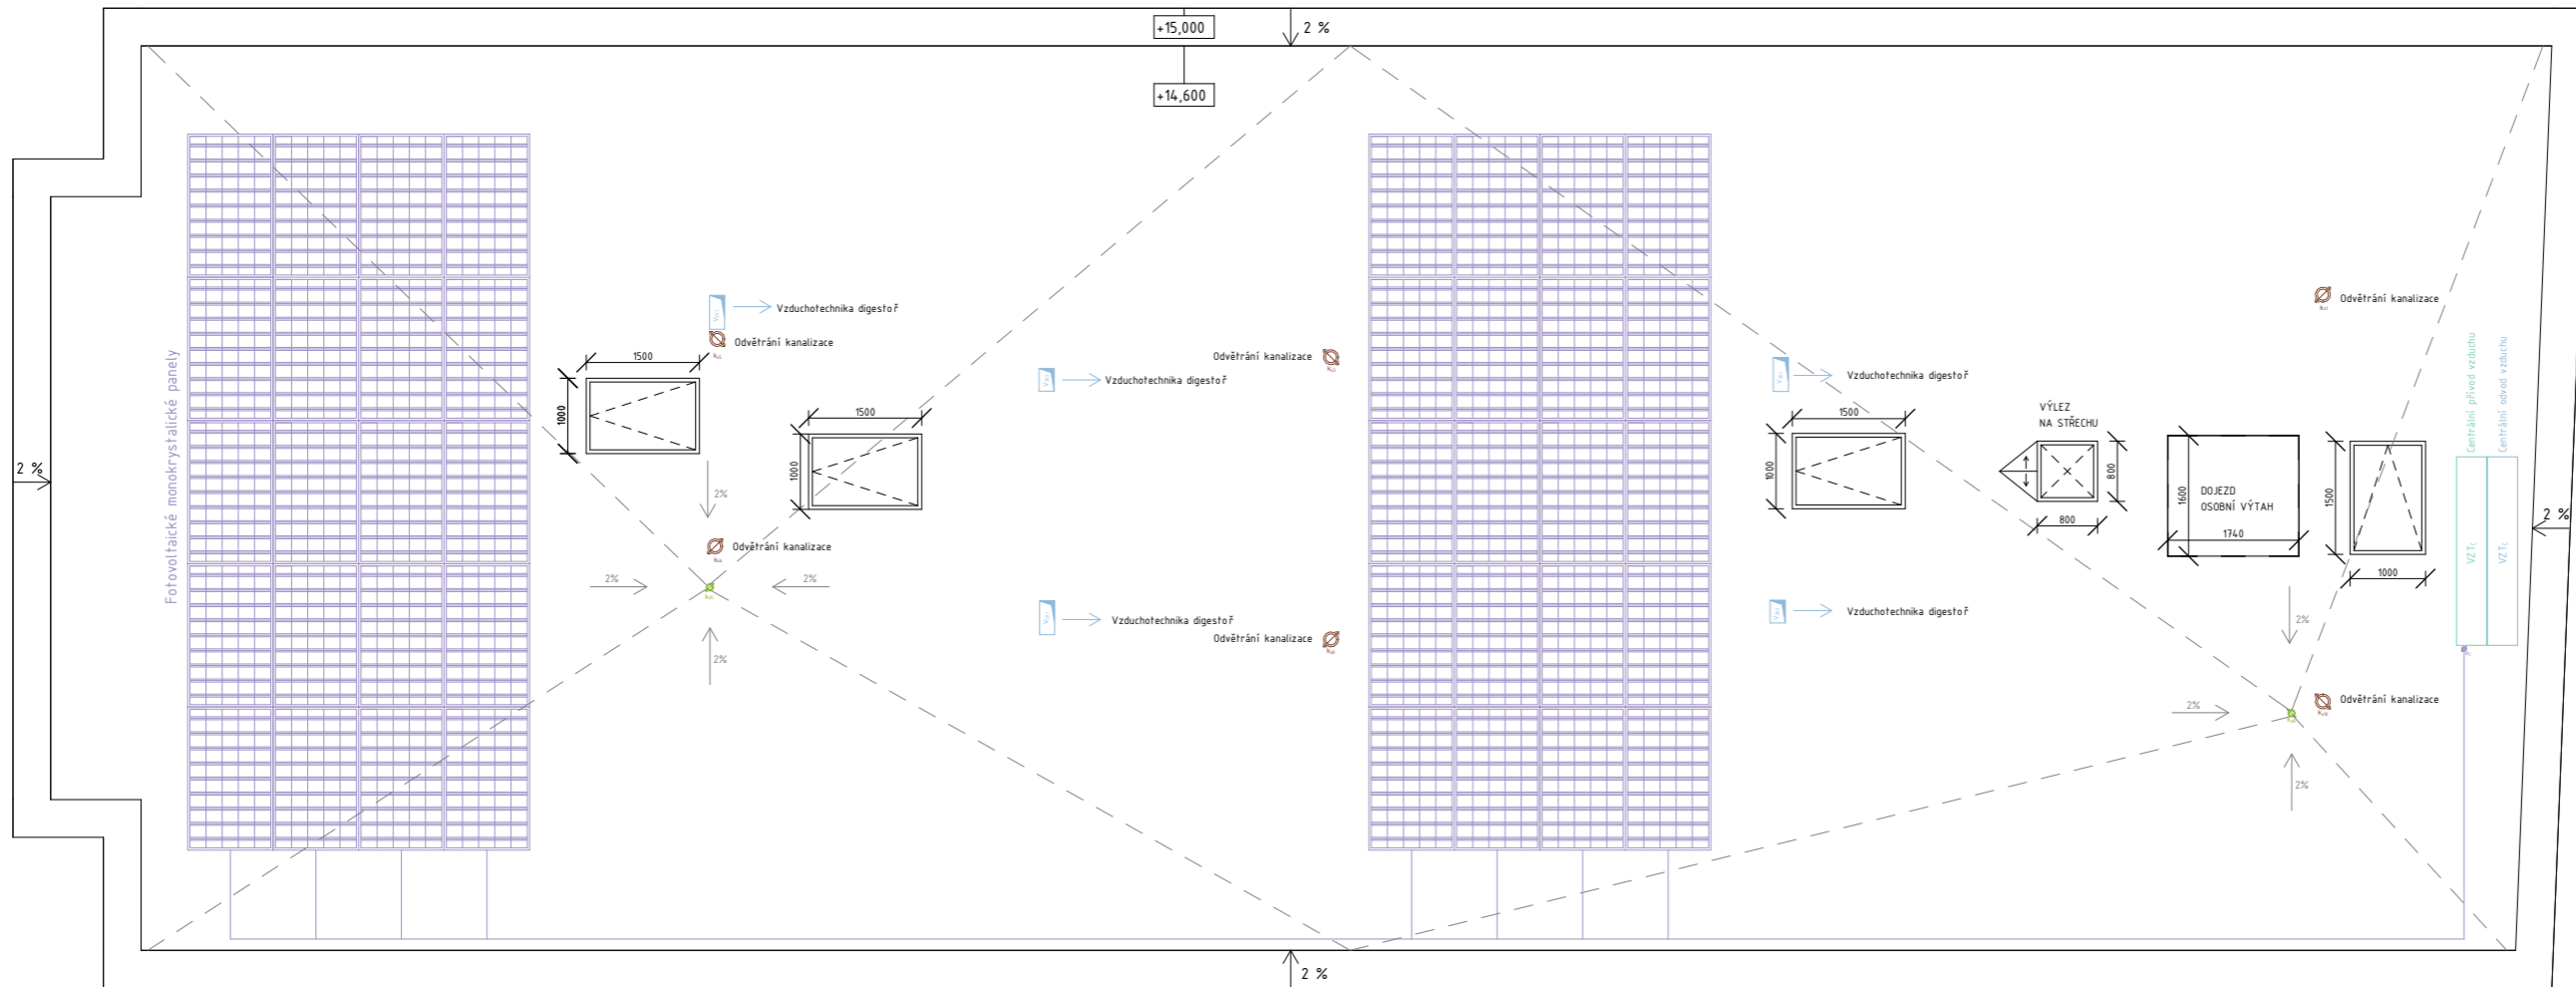 +15,000
2 %
+14,600
Vzduchotechnika digestoř
Odvětrání kanalizace
1500
1000
Fotovoltaické monokrystalické panely
2 %
1500
1000
2%
Odvětrání kanalizace
2%
2%
2%
Odvětrání kanalizace
Vzduchotechnika digestoř
Vzduchotechnika digestoř
Odvětrání kanalizace
Vzduchotechnika digestoř
1500
1000
Vzduchotechnika digestoř
Odvětrání kanalizace
VÝLEZ
NA STŘECHU
800
800
1600
DOJEZD
OSOBNÍ VÝTAH
1740
1500
1000
Centrální přívod vzduchu
Centrální odvod vzduchu
VZTC
VZTC
2 %
2%
2%
Odvětrání kanalizace
2%
2 %